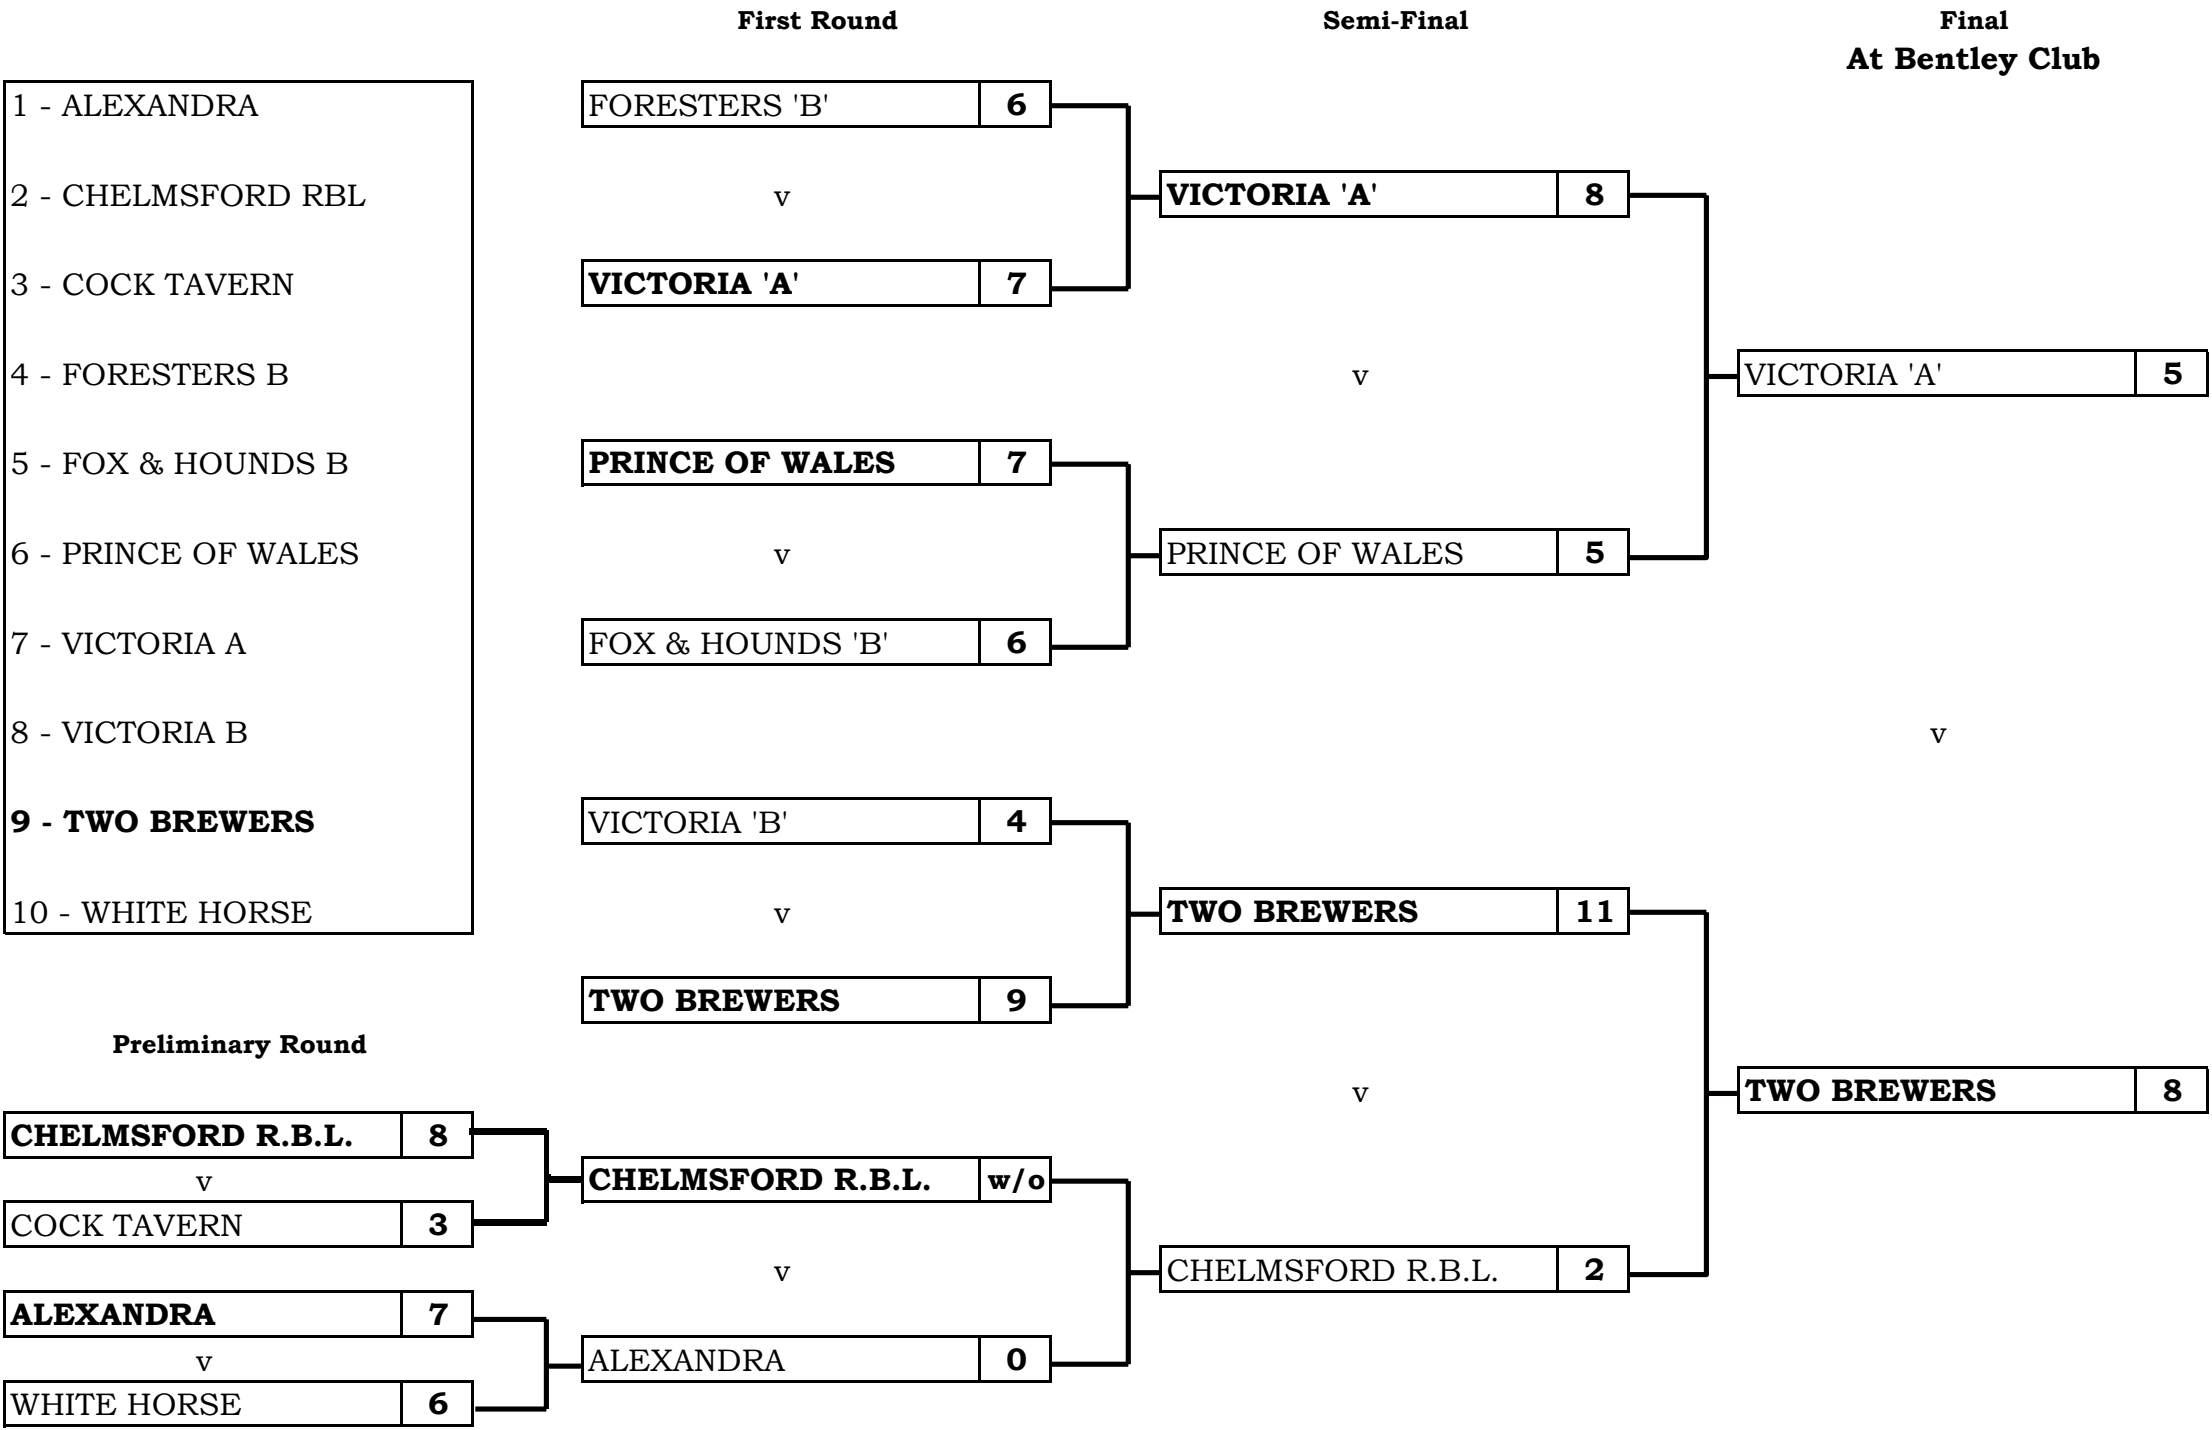 First Round
Semi-Final
Final
At Bentley Club
1 - ALEXANDRA
2 - CHELMSFORD RBL
3 - COCK TAVERN
4 - FORESTERS B
5 - FOX & HOUNDS B
6 - PRINCE OF WALES
7 - VICTORIA A
8 - VICTORIA B
9 - TWO BREWERS
10 - WHITE HORSE
Preliminary Round
CHELMSFORD R.B.L. 8
v
COCK TAVERN 3
ALEXANDRA 7
v
WHITE HORSE 6
FORESTERS 'B' 6
v
VICTORIA 'A' 7
PRINCE OF WALES 7
v
FOX & HOUNDS 'B' 6
VICTORIA 'B' 4
v
TWO BREWERS 9
CHELMSFORD R.B.L. w/o
v
ALEXANDRA 0
VICTORIA 'A' 8
v
PRINCE OF WALES 5
TWO BREWERS 11
v
CHELMSFORD R.B.L. 2
VICTORIA 'A' 5
v
TWO BREWERS 8